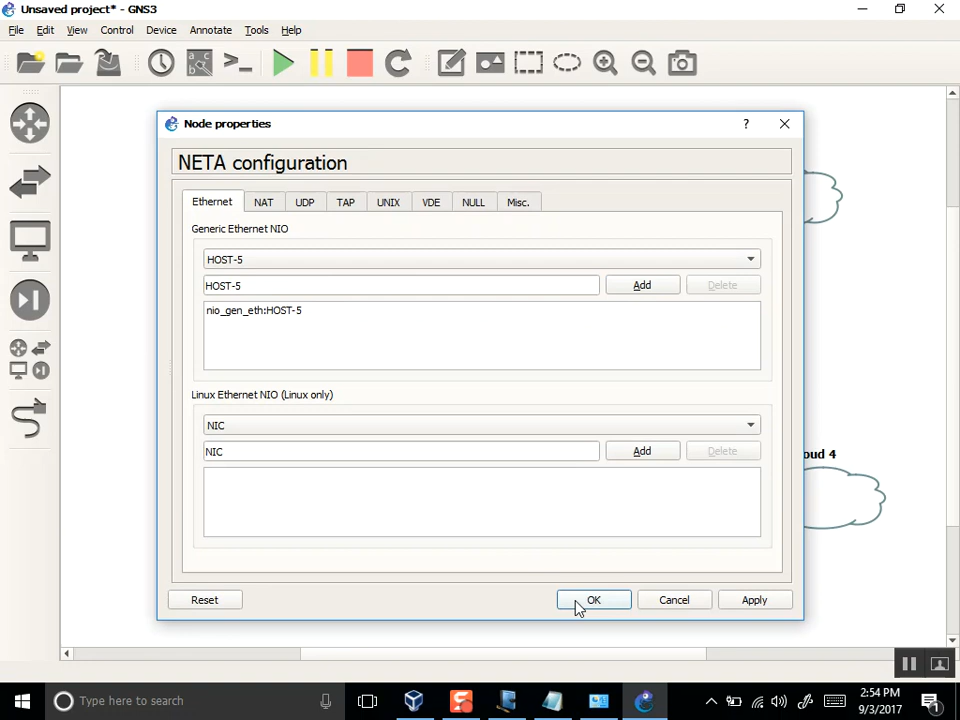 Unsaved project* - GNS3
File Edit View Control Device Annotate Tools Help
Node properties
NETA configuration
Ethernet NAT UDP TAP UNIX VDE NULL Misc.
Generic Ethernet NIO
HOST-5
HOST-5 Add Delete
nio_gen_eth:HOST-5
Linux Ethernet NIO (Linux only)
NIC
oud 4
NIC Add Delete
Reset OK Cancel Apply
Type here to search
2:54 PM
9/3/2017
1